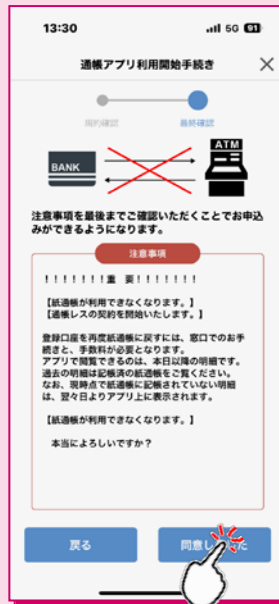 13:30
5G
91
通帳アプリ利用開始手続き
規約確認
最終確認
BANK
ATM
注意事項を最後までご確認いただくことでお申込
みができるようになります。
注意事項
！！！！！！！重 要！！！！！！！
【紙通帳が利用できなくなります。】
【通帳レスの契約を開始いたします。】
登録口座を再度紙通帳に戻すには、窓口でのお手
続きと、手数料が必要となります。
アプリで閲覧できるのは、本日以降の明細です。
過去の明細は記帳済の紙通帳をご覧ください。
なお、現時点で紙通帳に記帳されていない明細
は、翌々日よりアプリ上に表示されます。
【紙通帳が利用できなくなります。】
本当によろしいですか？
戻る
同意し
た